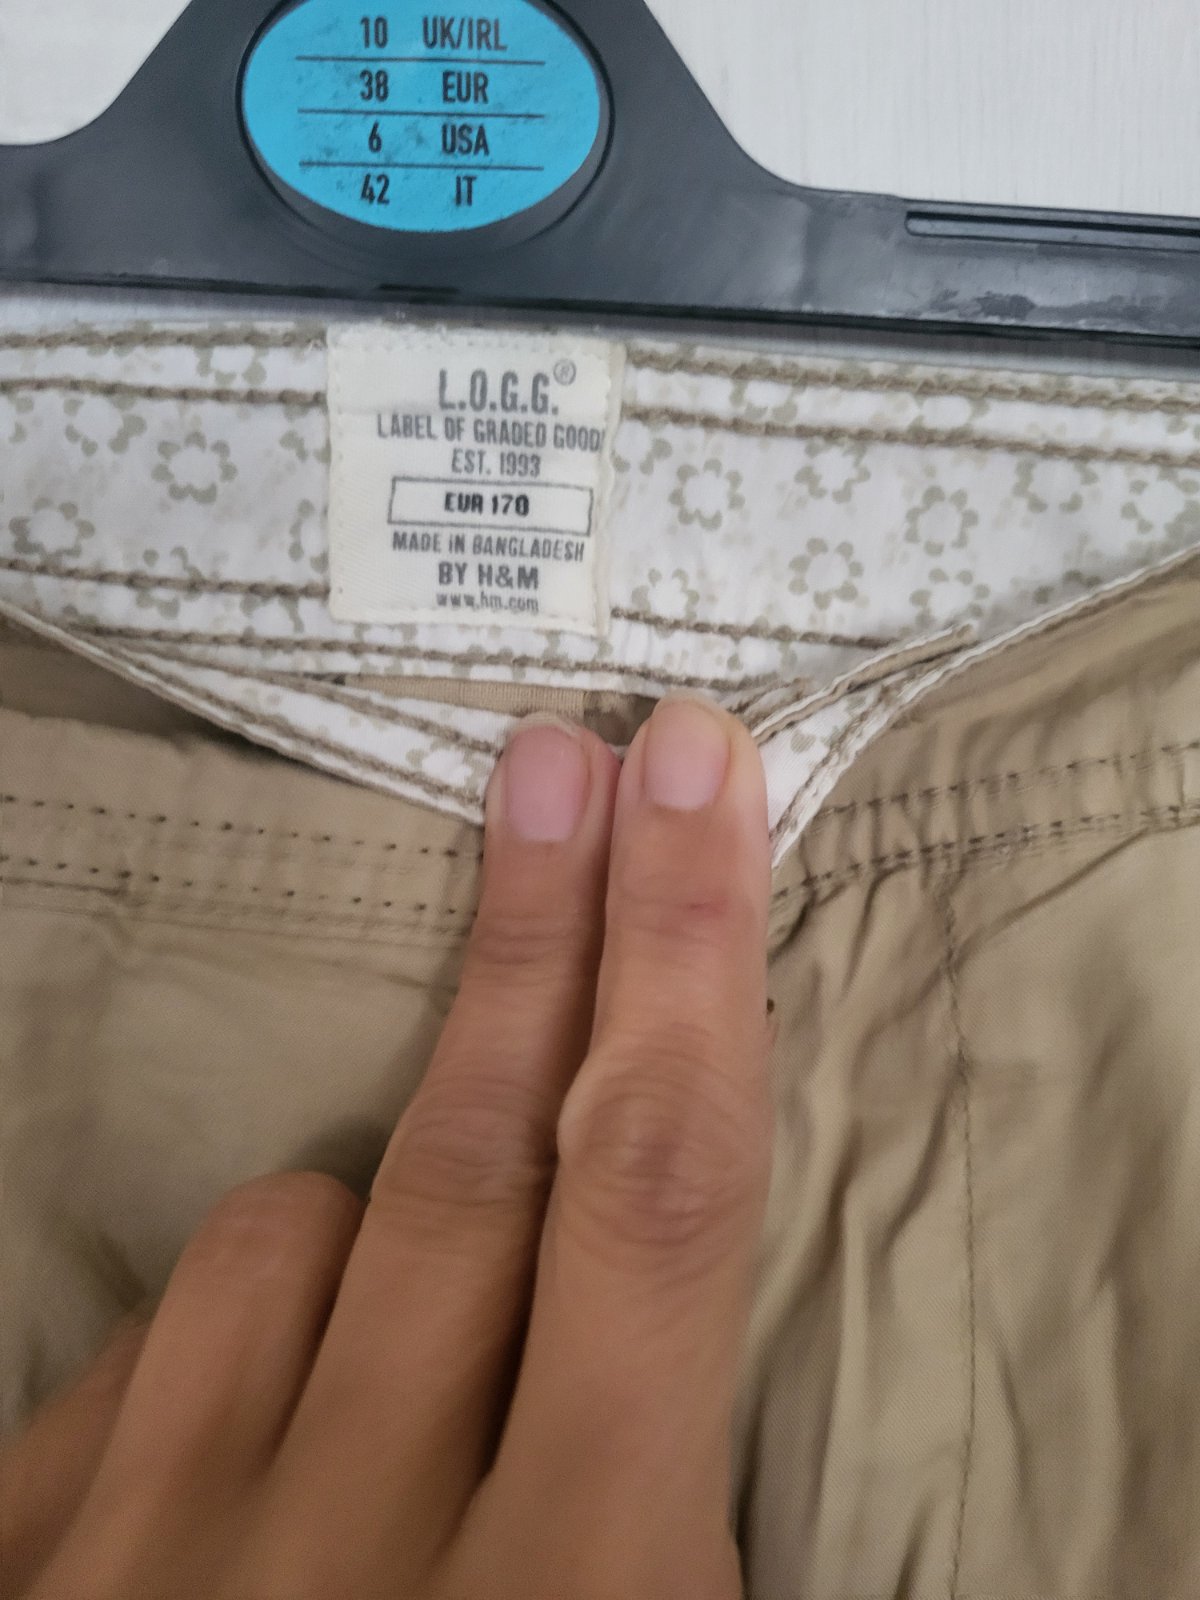 10 UK/IRL
38 EUR
6 USA
42 IT
L.O.G.G.®
LABEL OF GRADED GOOD
EST. 1993
EUR 170
MADE IN BANGLADESH
BY H&M
www.hm.com